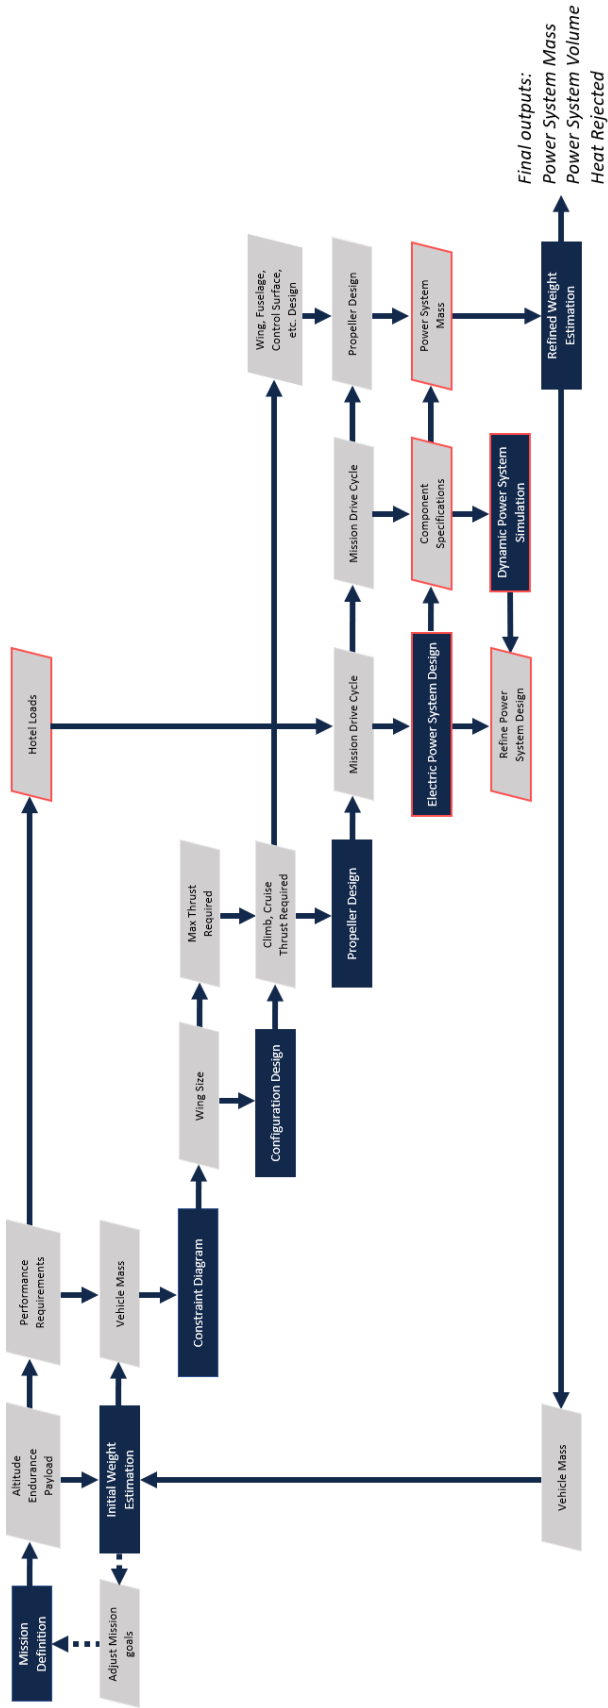 Mission
Definition
Altitude
Endurance
Payload
Performance
Requirements
Hotel Loads
Adjust Mission
goals
Initial Weight
Estimation
Vehicle Mass
Constraint Diagram
Wing Size
Max Thrust
Required
Configuration Design
Climb, Cruise
Thrust Required
Wing, Fuselage,
Control Surface,
etc. Design
Propeller Design
Mission Drive Cycle
Mission Drive Cycle
Propeller Design
Electric Power System Design
Component
Specifications
Power System
Mass
Refine Power
System Design
Dynamic Power System
Simulation
Vehicle Mass
Refined Weight
Estimation
Final outputs:
Power System Mass
Power System Volume
Heat Rejected